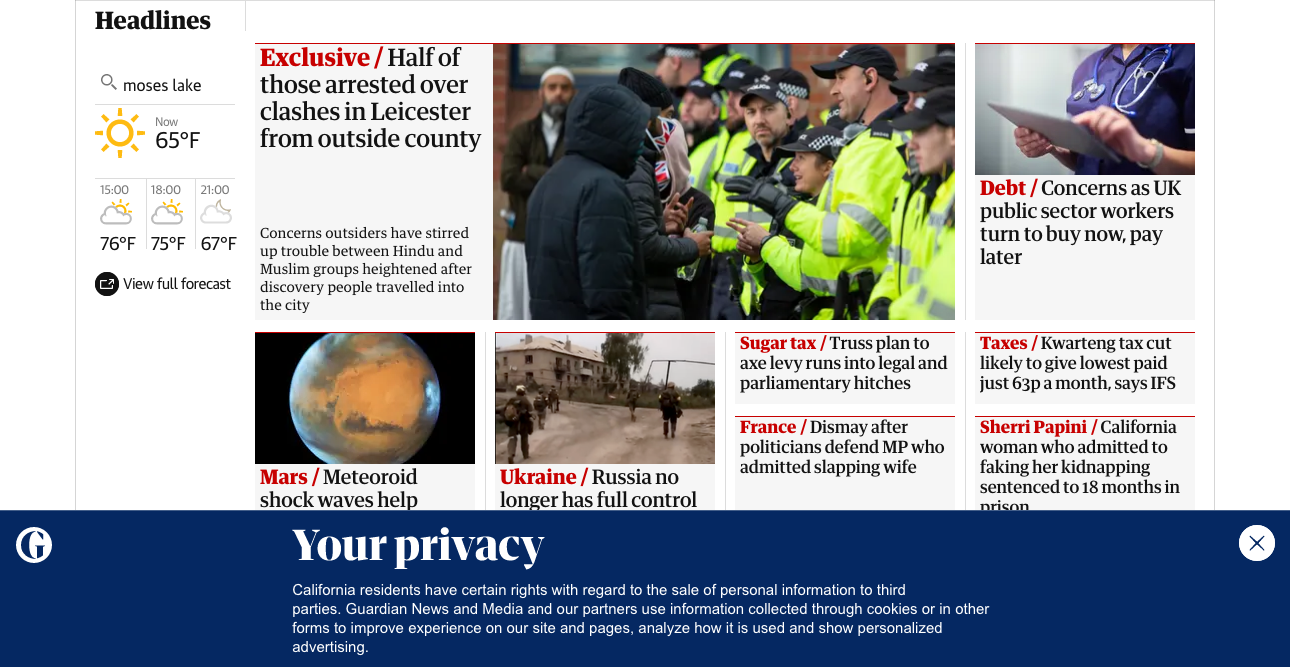 Headlines
moses lake
Now
65°F
15:00
18:00
21:00
76°F
75°F
67°F
View full forecast
Exclusive / Half of
those arrested over
clashes in Leicester
from outside county
Concerns outsiders have stirred
up trouble between Hindu and
Muslim groups heightened after
discovery people travelled into
the city
Debt / Concerns as UK
public sector workers
turn to buy now, pay
later
Mars / Meteoroid
shock waves help
Ukraine / Russia no
longer has full control
Sugar tax / Truss plan to
axe levy runs into legal and
parliamentary hitches
France / Dismay after
politicians defend MP who
admitted slapping wife
Taxes / Kwarteng tax cut
likely to give lowest paid
just 63p a month, says IFS
Sherri Papini / California
woman who admitted to
faking her kidnapping
sentenced to 18 months in
prison
G
Your privacy
California residents have certain rights with regard to the sale of personal information to third
parties. Guardian News and Media and our partners use information collected through cookies or in other
forms to improve experience on our site and pages, analyze how it is used and show personalized
advertising.